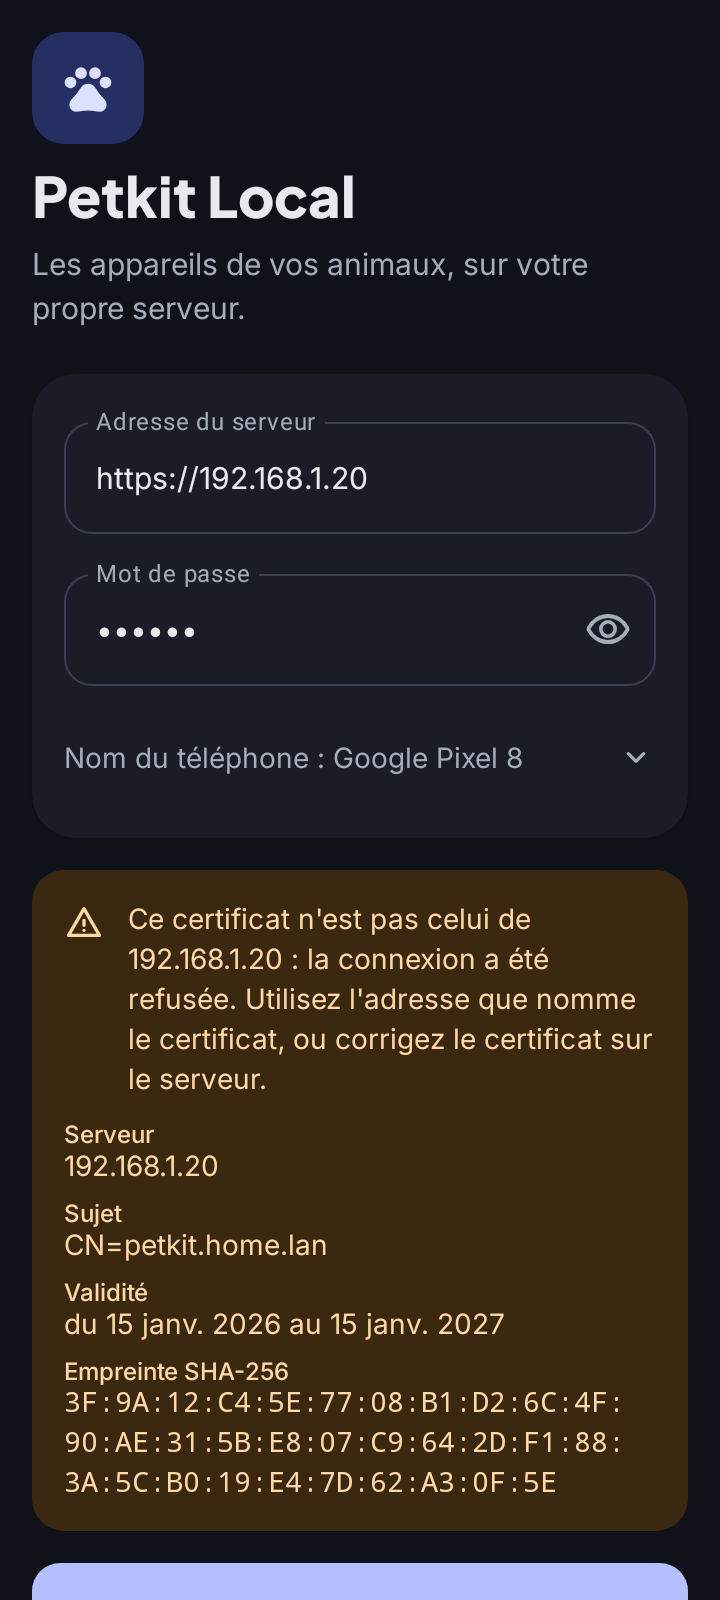 Petkit Local
Les appareils de vos animaux, sur votre
propre serveur.
Adresse du serveur
https://192.168.1.20
Mot de passe
••••••
Nom du téléphone : Google Pixel 8
Ce certificat n'est pas celui de
192.168.1.20 : la connexion a été
refusée. Utilisez l'adresse que nomme
le certificat, ou corrigez le certificat sur
le serveur.
Serveur
192.168.1.20
Sujet
CN=petkit.home.lan
Validité
du 15 janv. 2026 au 15 janv. 2027
Empreinte SHA-256
3F:9A:12:C4:5E:77:08:B1:D2:6C:4F:
90:AE:31:5B:E8:07:C9:64:2D:F1:88:
3A:5C:B0:19:E4:7D:62:A3:0F:5E